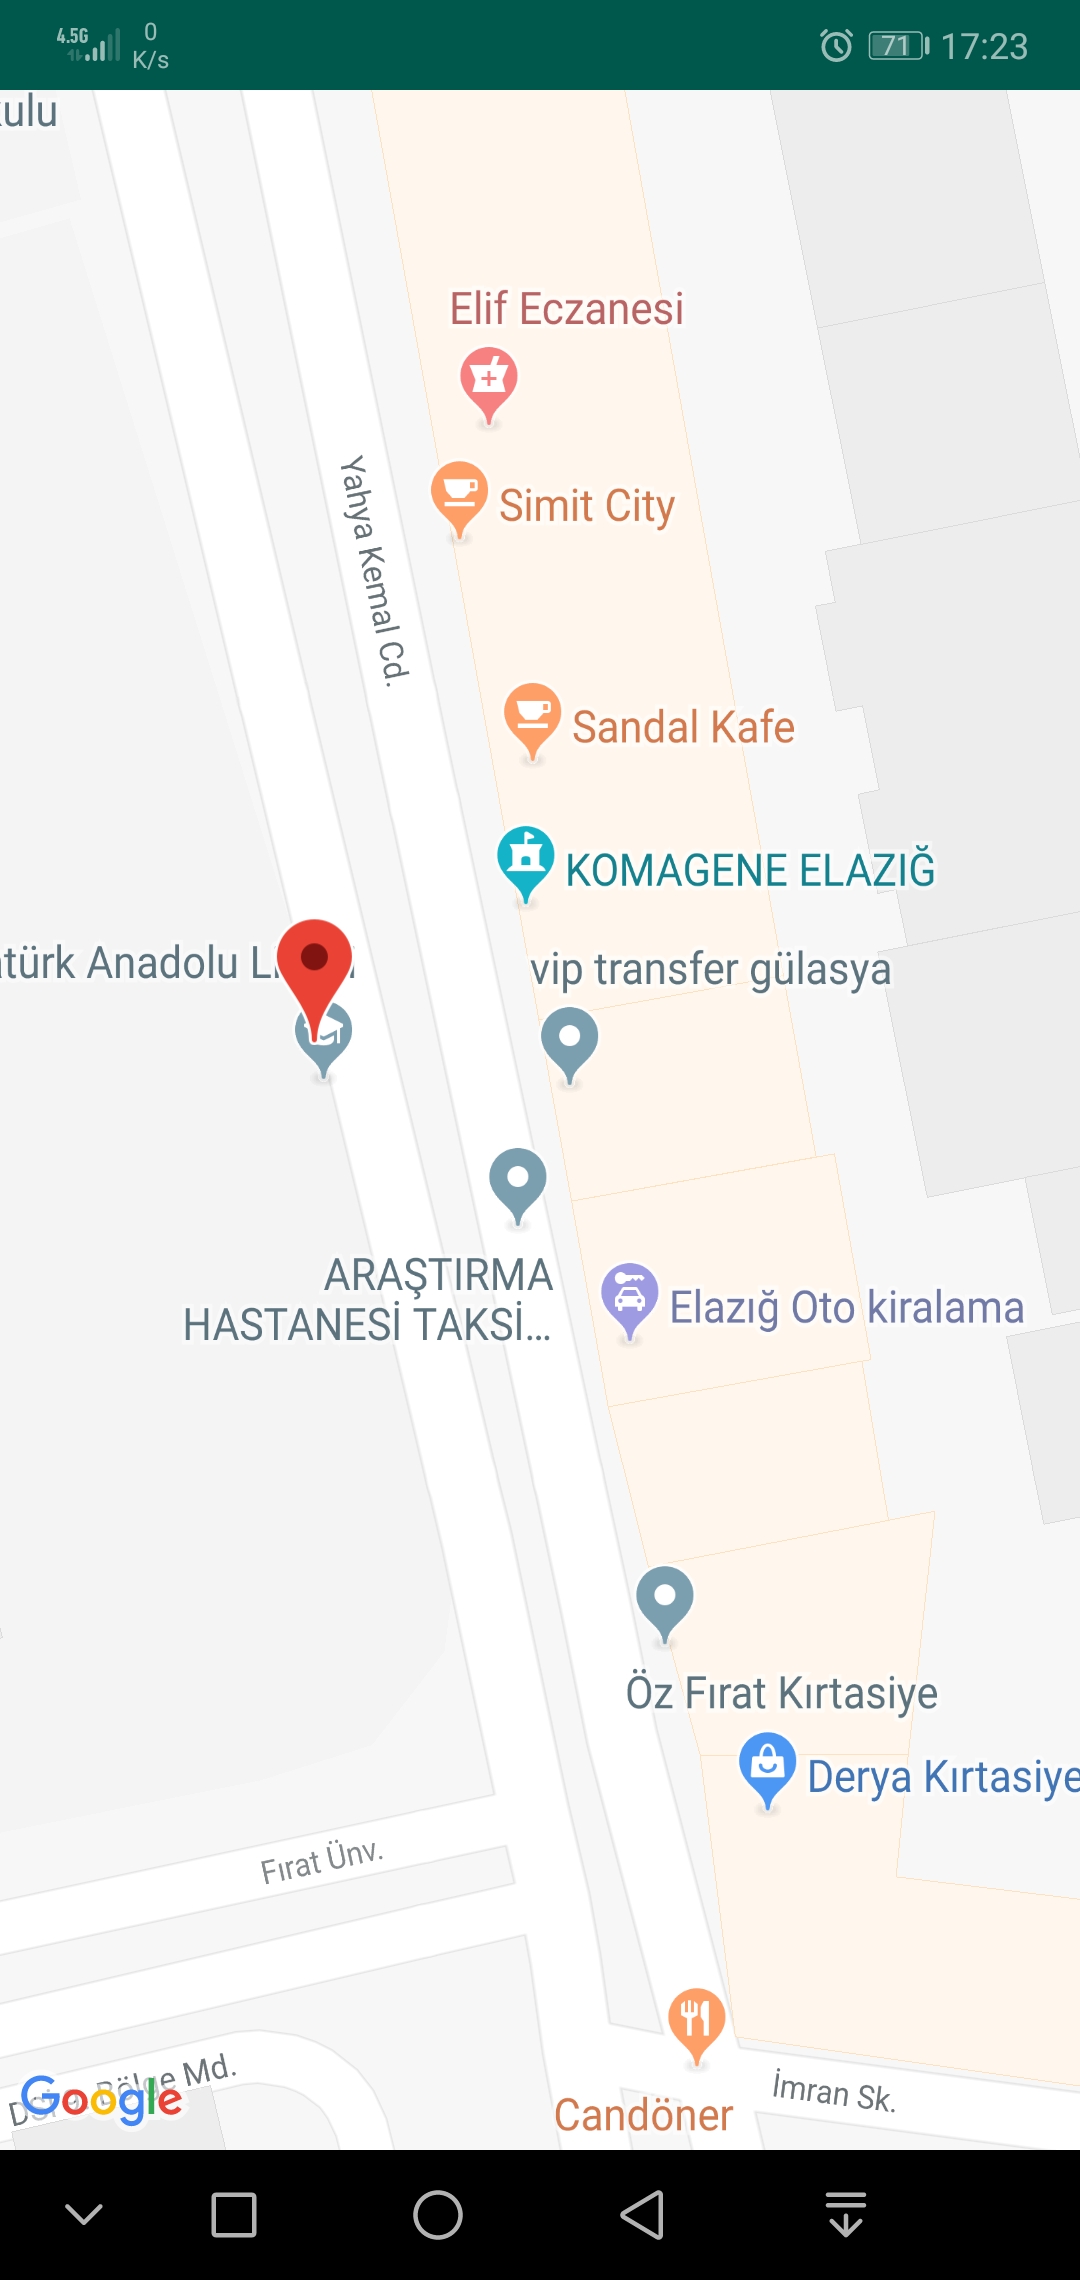 4.5G
0
K/s
71
17:23
ulu
Elif Eczanesi
Simit City
Yahya Kemal Cd.
Sandal Kafe
KOMAGENE ELAZIĞ
türk Anadolu
vip transfer gülasya
ARAŞTIRMA
HASTANESİ TAKSİ...
Elazığ Oto kiralama
Öz Fırat Kırtasiye
Derya Kırtasiye
Fırat Ünv.
Bölge Md.
Google
İmran Sk.
Candöner